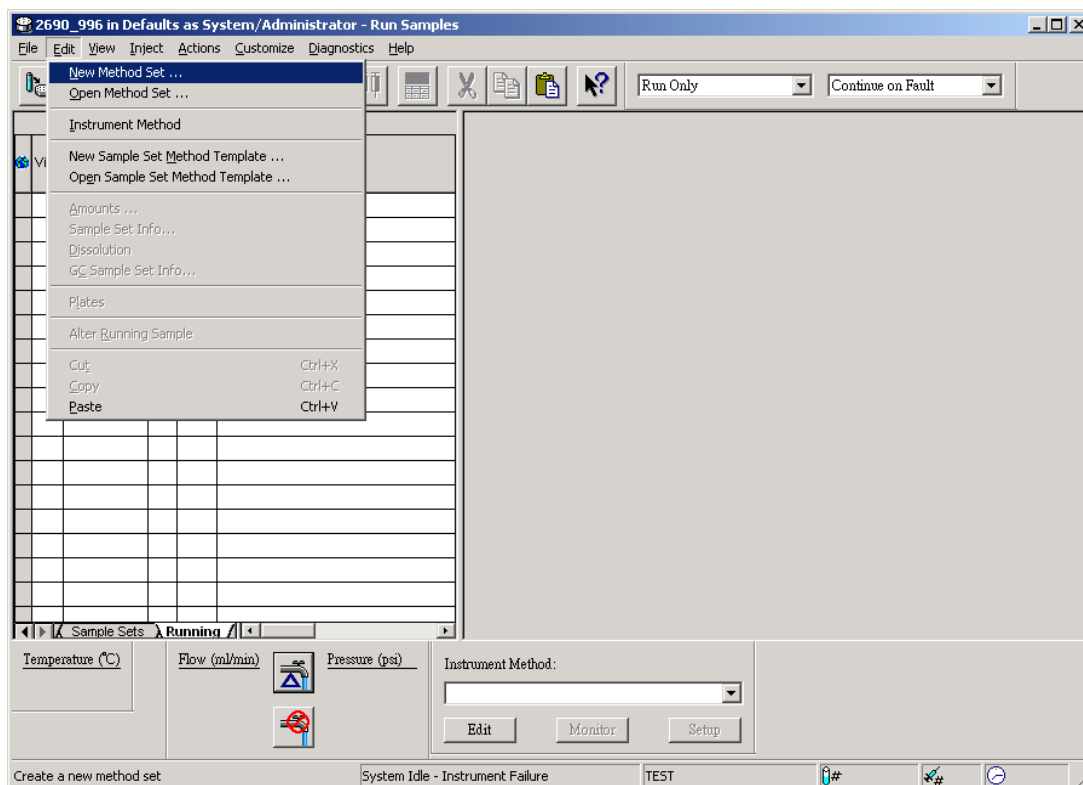 2690_996 in Defaults as System/Administrator - Run Samples
File Edit View Inject Actions Customize Diagnostics Help
New Method Set ...
Open Method Set ...
Run Only
Continue on Fault
Instrument Method
Vi
New Sample Set Method Template ...
Open Sample Set Method Template ...
Amounts ...
Sample Set Info...
Dissolution
GC Sample Set Info...
Plates
Alter Running Sample
Cut Ctrl+X
Copy Ctrl+C
Paste Ctrl+V
Sample Sets Running
Temperature (°C) Flow (ml/min) Pressure (psi) Instrument Method:
Edit Monitor Setup
Create a new method set System Idle - Instrument Failure TEST # #